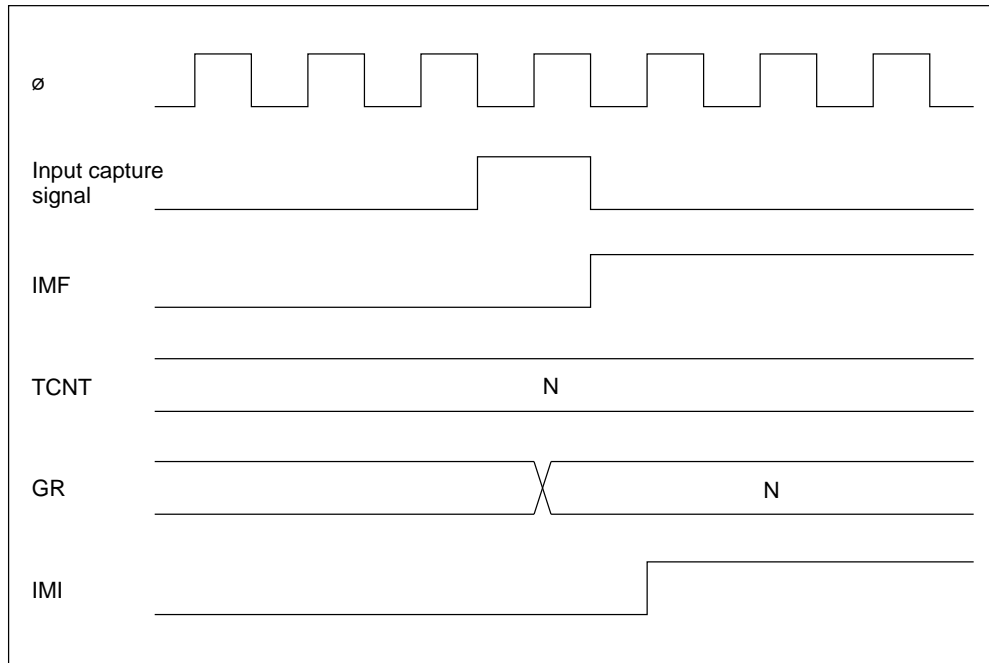 ø
Input capture
signal
IMF
TCNT
N
GR
N
IMI